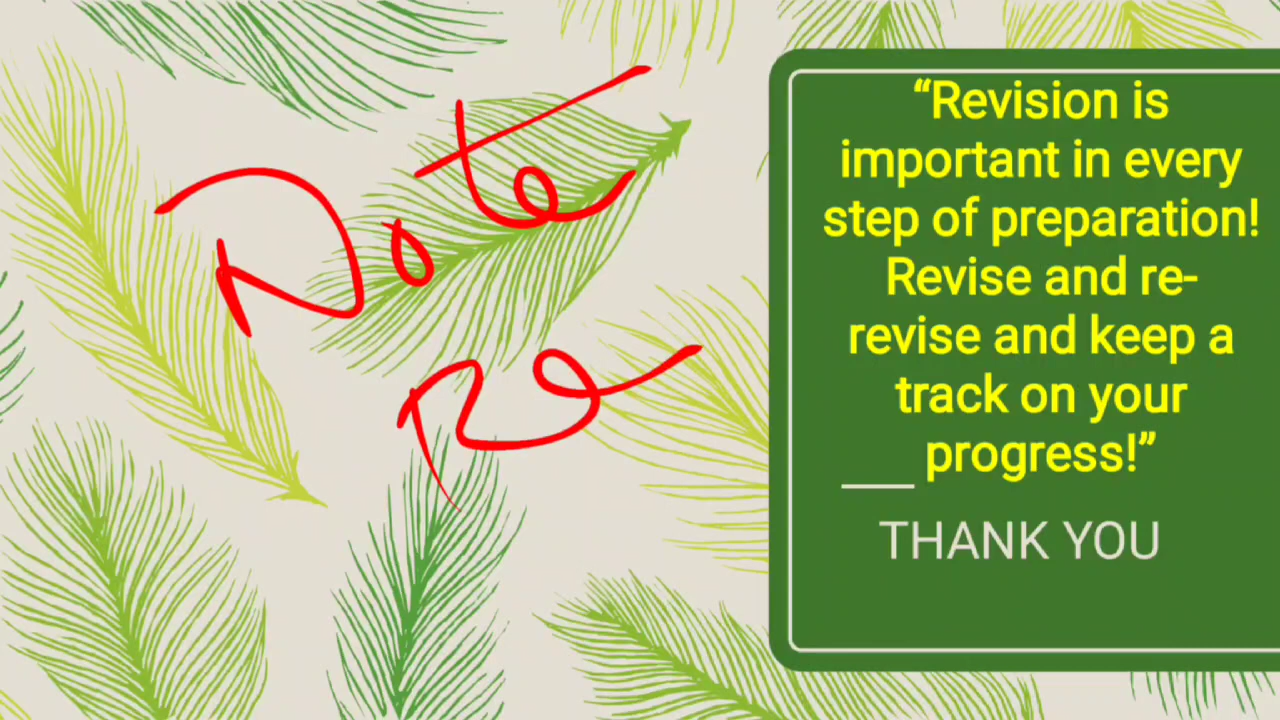 Note
Re
“Revision is
important in every
step of preparation!
Revise and re-
revise and keep a
track on your
progress!”
THANK YOU